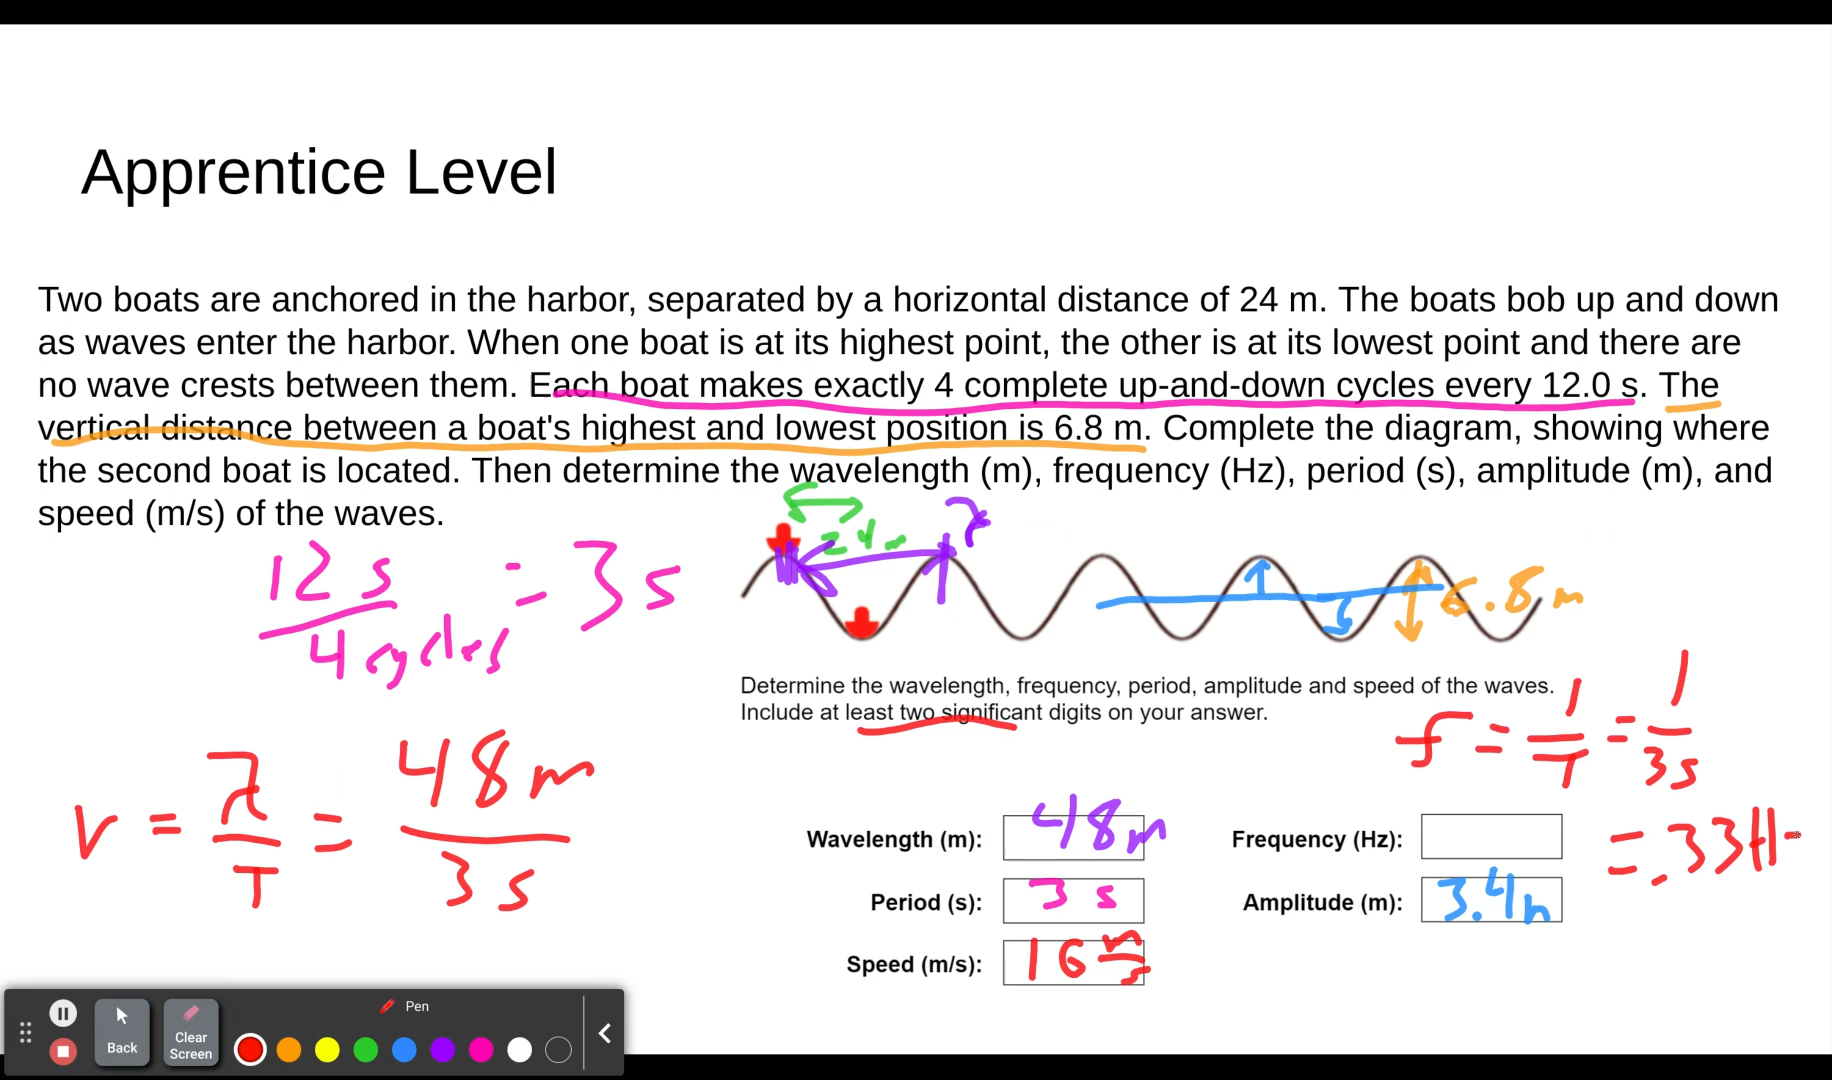 Apprentice Level
Two boats are anchored in the harbor, separated by a horizontal distance of 24 m. The boats bob up and down
as waves enter the harbor. When one boat is at its highest point, the other is at its lowest point and there are
no wave crests between them. Each boat makes exactly 4 complete up-and-down cycles every 12.0 s. The
vertical distance between a boat's highest and lowest position is 6.8 m. Complete the diagram, showing where
the second boat is located. Then determine the wavelength (m), frequency (Hz), period (s), amplitude (m), and
speed (m/s) of the waves.
24m
λ
6.8 m
12 s
4 cycles
= 3 s
Determine the wavelength, frequency, period, amplitude and speed of the waves.
Include at least two significant digits on your answer.
f = 1/T = 1/3s
= .33 Hz
v = λ/T = 48m/3s
Wavelength (m): 48m
Frequency (Hz):
Period (s): 3 s
Amplitude (m): 3.4m
Speed (m/s): 16 m/s
Pen
Back
Clear
Screen